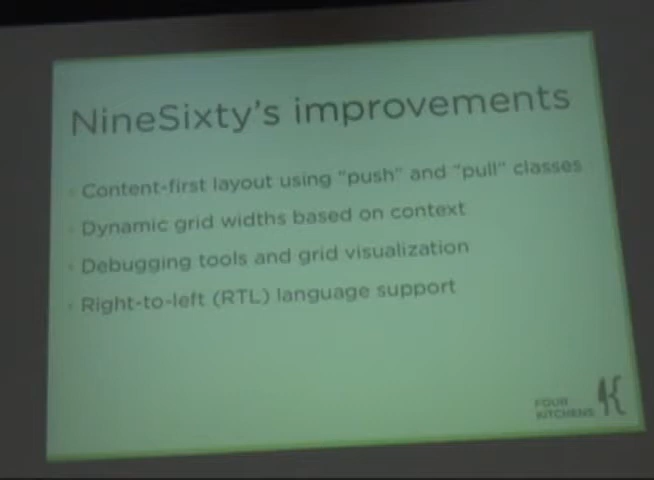 NineSixty's improvements
Content-first layout using "push" and "pull" classes
Dynamic grid widths based on context
Debugging tools and grid visualization
Right-to-left (RTL) language support
FOUR
KITCHENS